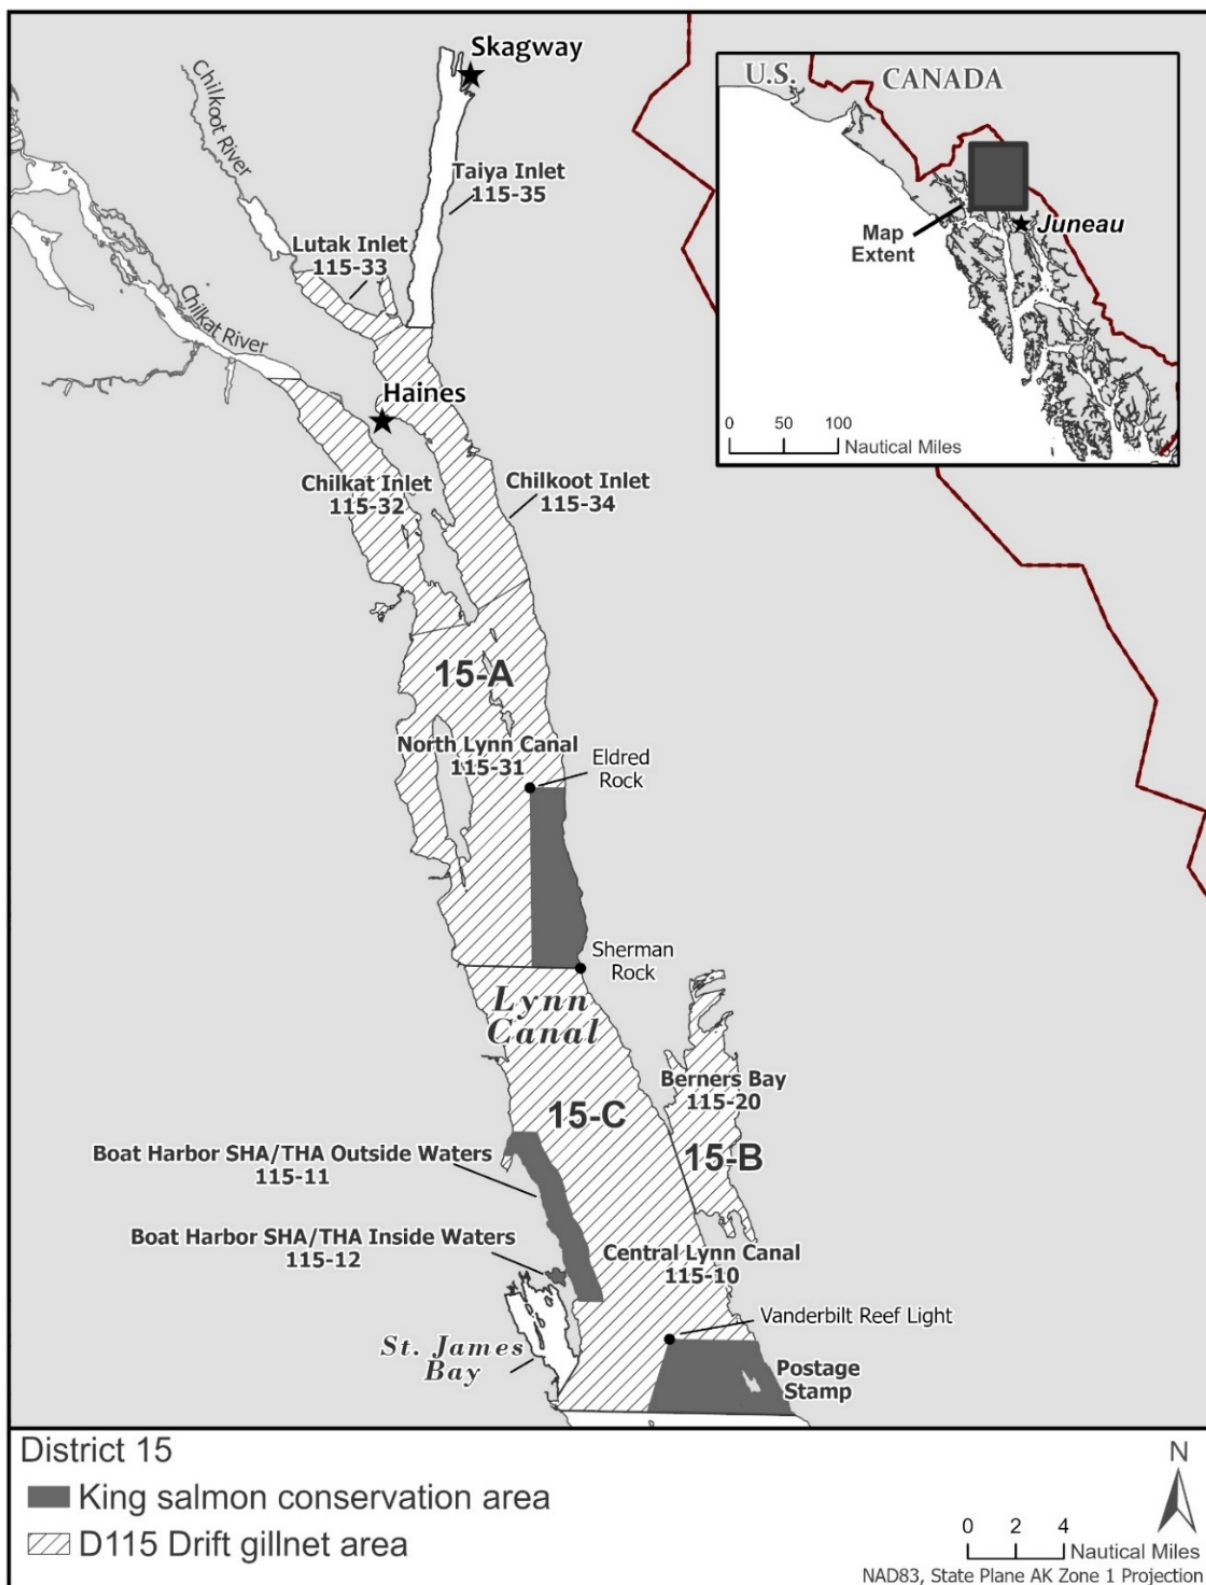 Skagway
U.S.
CANADA
Chilkoot River
Taiya Inlet
115-35
Map
Extent
Juneau
Lutak Inlet
115-33
Chilkat River
Haines
0 50 100
Nautical Miles
Chilkat Inlet
115-32
Chilkoot Inlet
115-34
15-A
North Lynn Canal
115-31
Eldred
Rock
Sherman
Rock
Lynn
Canal
Berners Bay
115-20
15-C
15-B
Boat Harbor SHA/THA Outside Waters
115-11
Boat Harbor SHA/THA Inside Waters
115-12
Central Lynn Canal
115-10
Vanderbilt Reef Light
St. James
Bay
Postage
Stamp
District 15
King salmon conservation area
D115 Drift gillnet area
N
0 2 4
Nautical Miles
NAD83, State Plane AK Zone 1 Projection